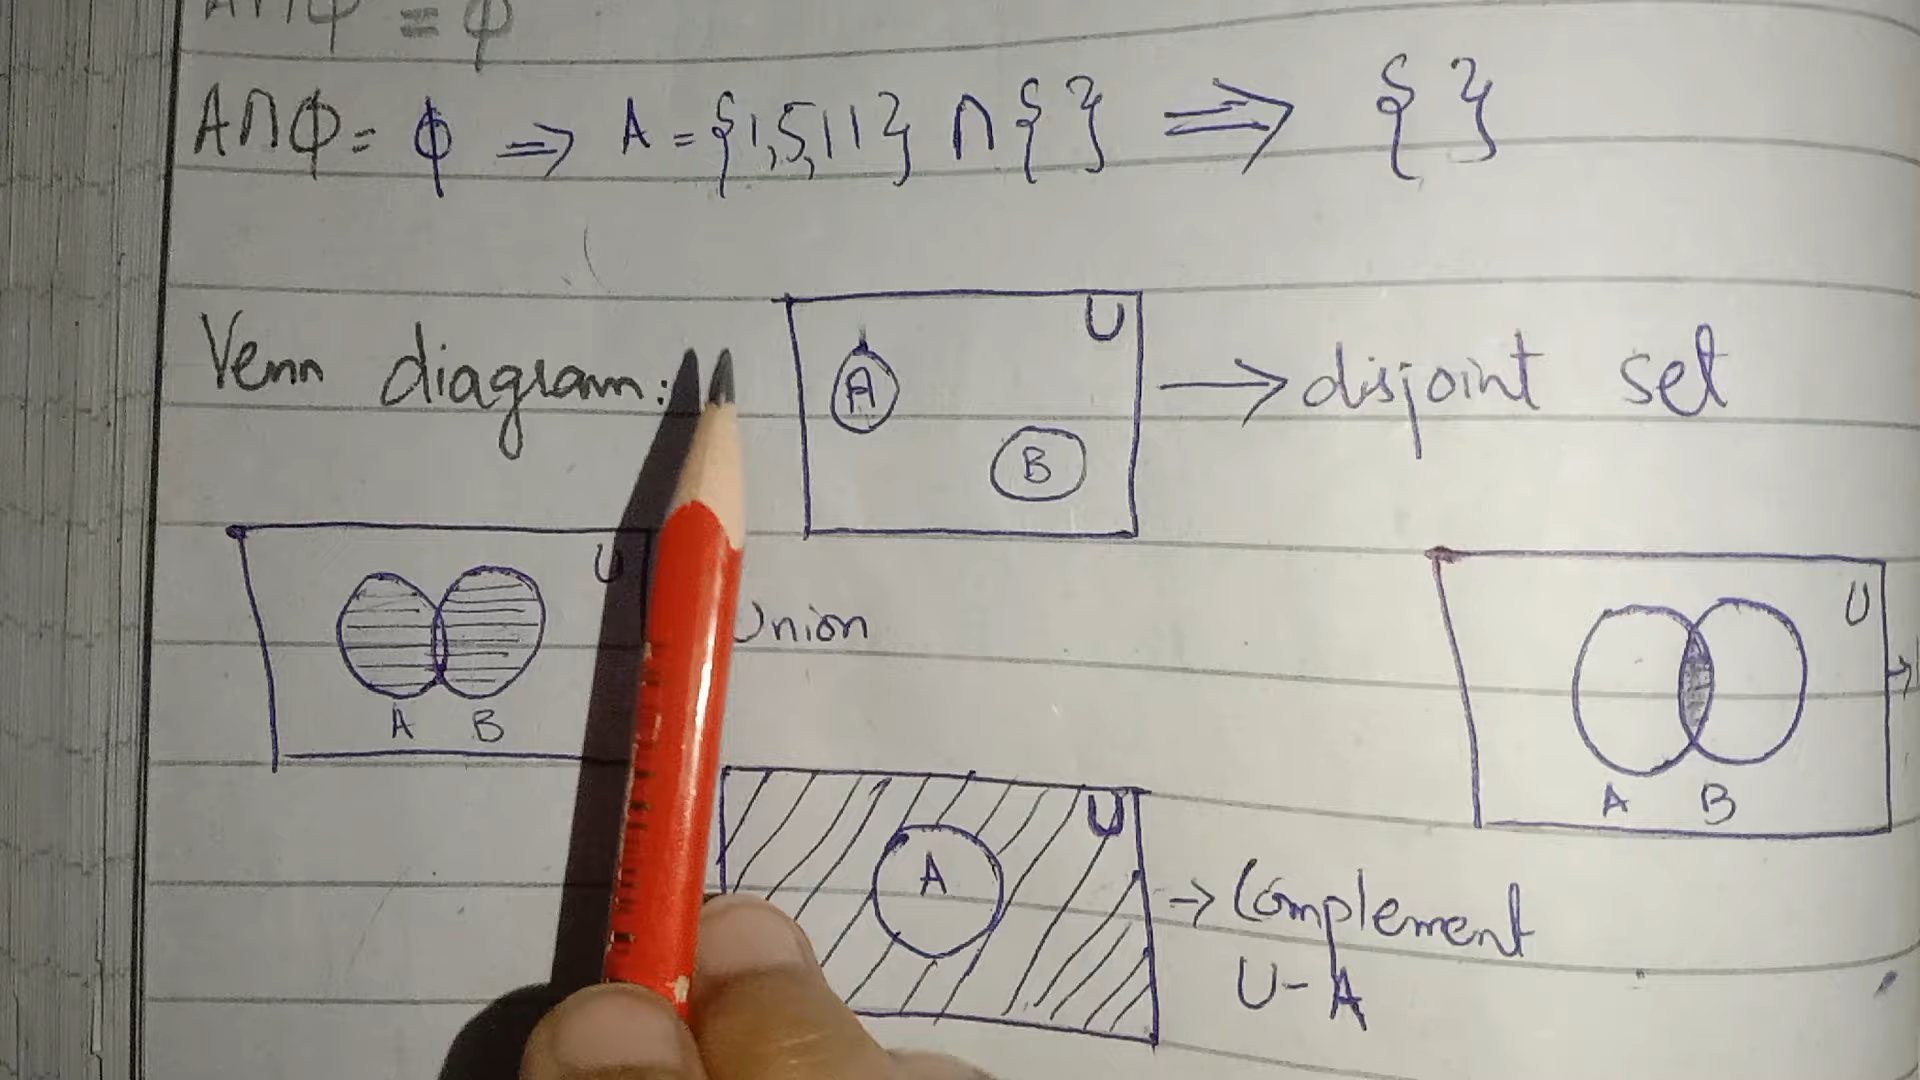 A∩φ = φ
A∩φ = φ ⇒ A = {1,5,11} ∩ { } ⇒ { }
Venn diagram:
U
A
B
→ disjoint set
U
A B
Union
U
A B
→
U
A
→ Complement
U-A